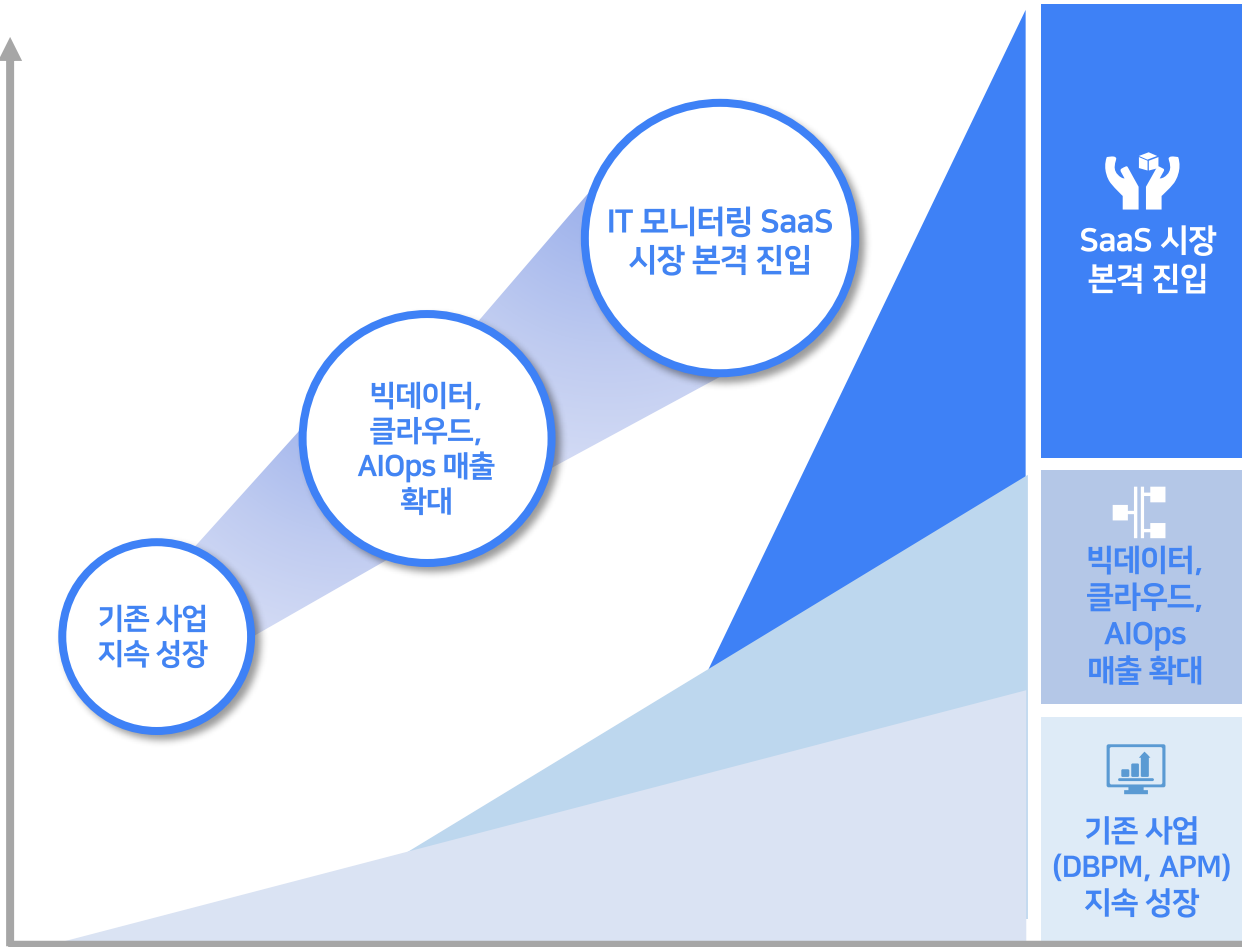 기존 사업
지속 성장
빅데이터,
클라우드,
AIOps 매출
확대
IT 모니터링 SaaS
시장 본격 진입
SaaS 시장
본격 진입
빅데이터,
클라우드,
AIOps
매출 확대
기존 사업
(DBPM, APM)
지속 성장